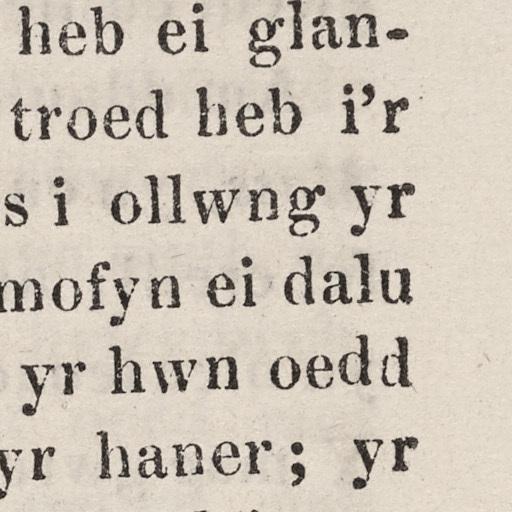 heb ei glan-
troed heb i'r
s i ollwng yr
mofyn ei dalu
yr hwn oedd
yr haner; yr